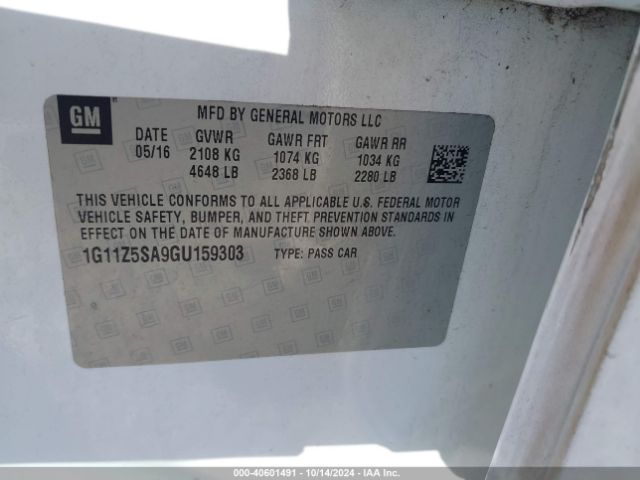 GM
MFD BY GENERAL MOTORS LLC
DATE GVWR GAWR FRT GAWR RR
05/16 2108 KG 1074 KG 1034 KG
4648 LB 2368 LB 2280 LB
THIS VEHICLE CONFORMS TO ALL APPLICABLE U.S. FEDERAL MOTOR
VEHICLE SAFETY, BUMPER, AND THEFT PREVENTION STANDARDS IN
EFFECT ON THE DATE OF MANUFACTURE SHOWN ABOVE.
1G11Z5SA9GU159303 TYPE: PASS CAR
000-40601491 - 10/14/2024 - IAA Inc.